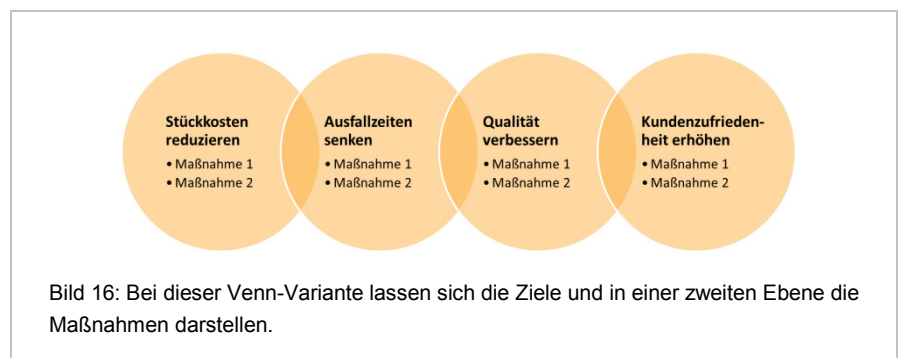 Stückkosten
reduzieren
• Maßnahme 1
• Maßnahme 2
Ausfallzeiten
senken
• Maßnahme 1
• Maßnahme 2
Qualität
verbessern
• Maßnahme 1
• Maßnahme 2
Kundenzufrieden-
heit erhöhen
• Maßnahme 1
• Maßnahme 2
Bild 16: Bei dieser Venn-Variante lassen sich die Ziele und in einer zweiten Ebene die
Maßnahmen darstellen.